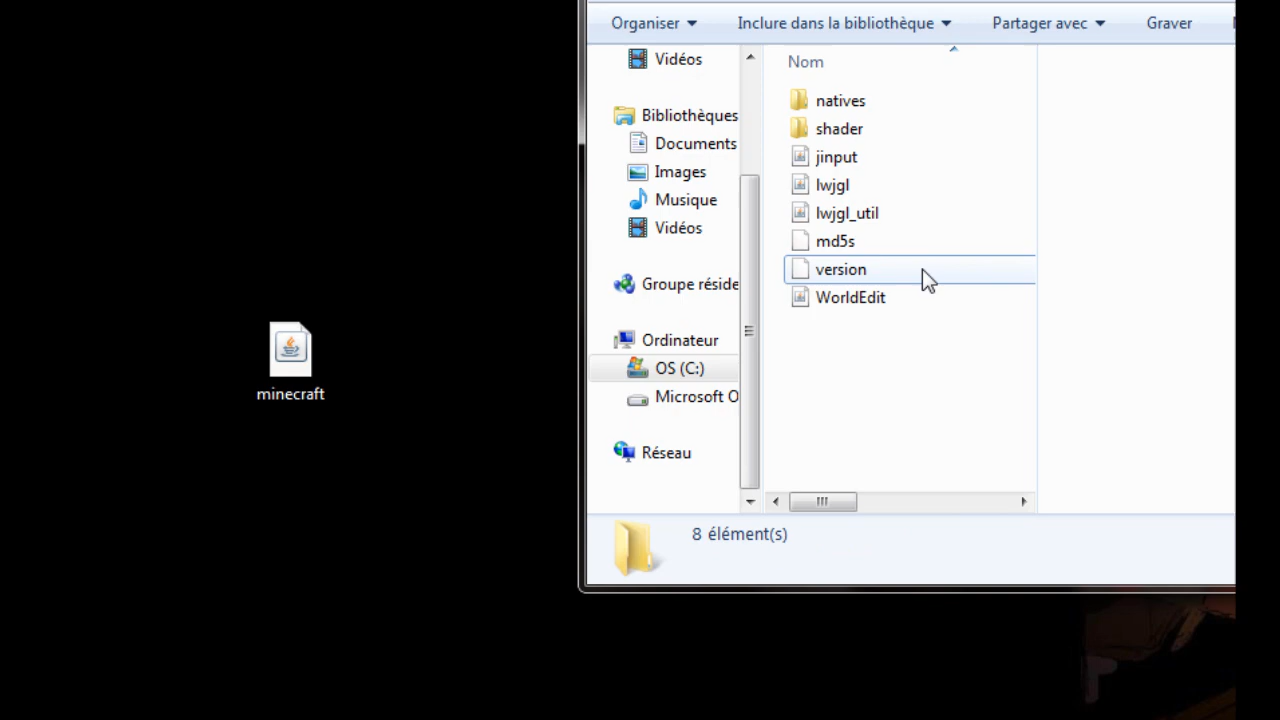 Organiser
Inclure dans la bibliothèque
Partager avec
Graver
Vidéos
Bibliothèques
Documents
Images
Musique
Vidéos
Groupe réside
Ordinateur
OS (C:)
Microsoft O
Réseau
Nom
natives
shader
jinput
lwjgl
lwjgl_util
md5s
version
WorldEdit
8 élément(s)
minecraft